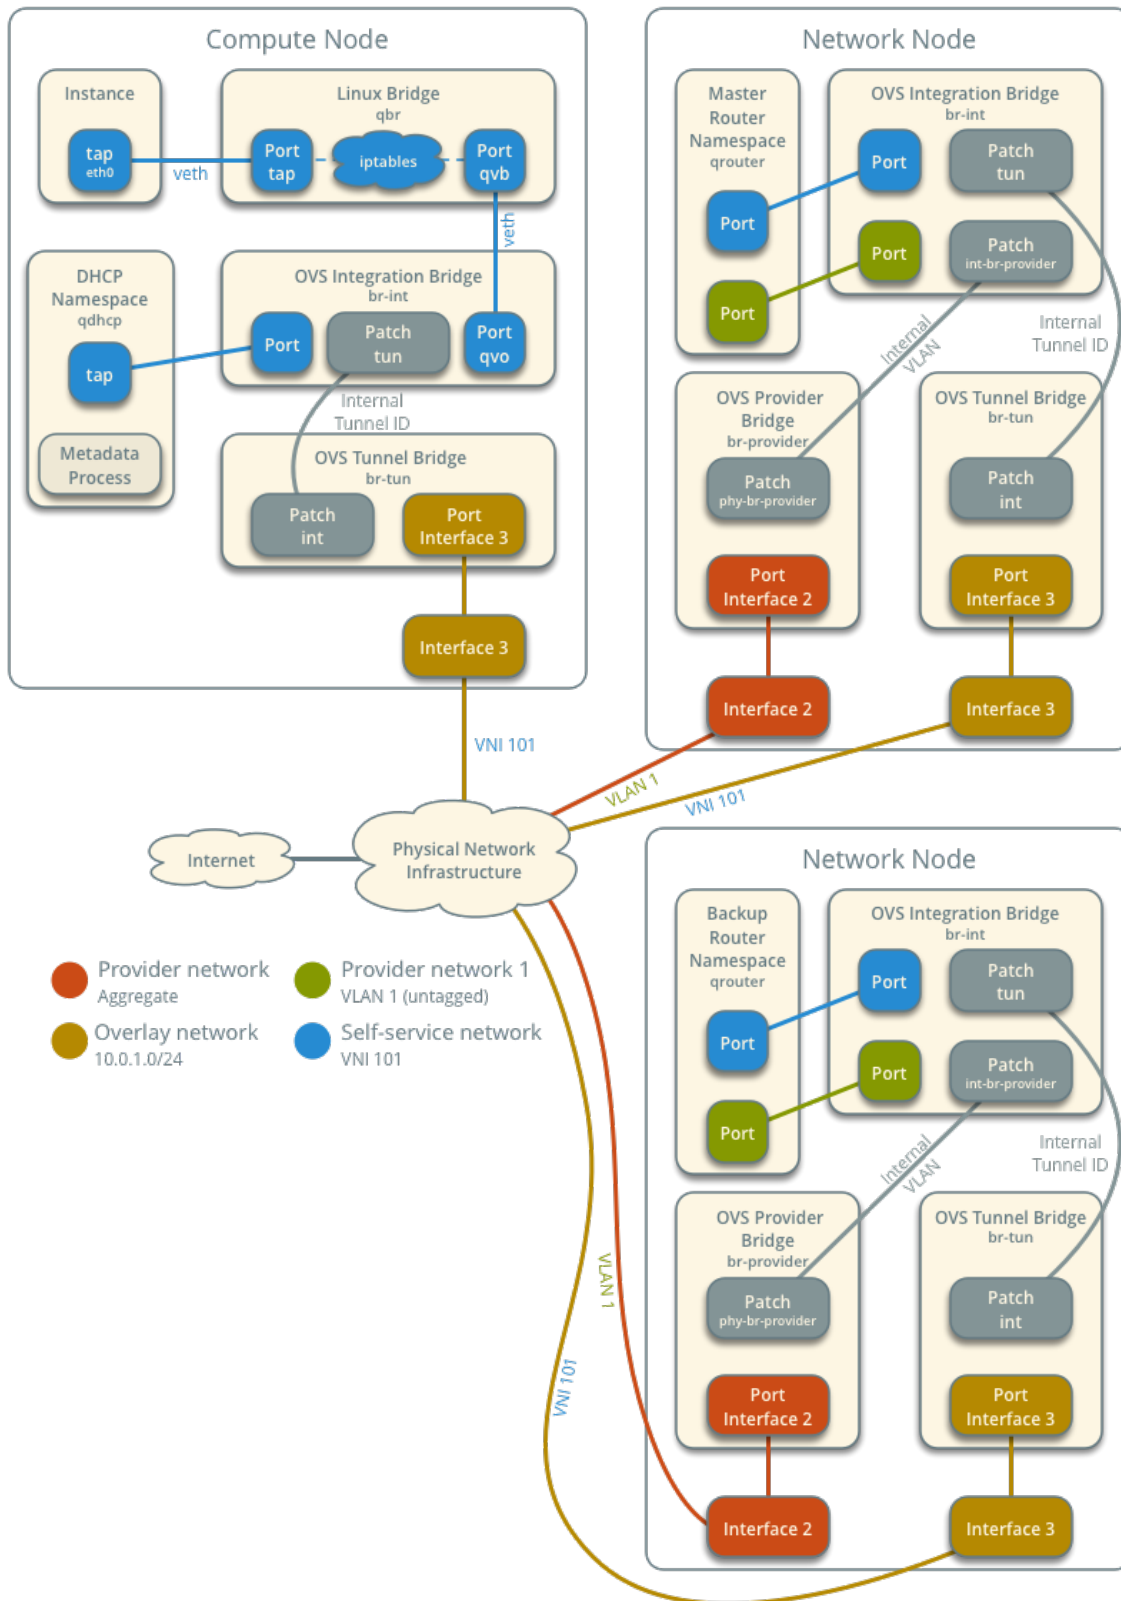 Compute Node
Instance
tap
eth0
veth
Linux Bridge
qbr
Port
tap
iptables
Port
qvb
veth
DHCP
Namespace
qdhcp
tap
Metadata
Process
OVS Integration Bridge
br-int
Port
Patch
tun
Port
qvo
Internal
Tunnel ID
OVS Tunnel Bridge
br-tun
Patch
int
Port
Interface 3
Interface 3
VNI 101
Network Node
Master
Router
Namespace
qrouter
Port
Port
OVS Integration Bridge
br-int
Port
Patch
tun
Port
Patch
int-br-provider
Internal
VLAN
Internal
Tunnel ID
OVS Provider
Bridge
br-provider
Patch
phy-br-provider
Port
Interface 2
OVS Tunnel Bridge
br-tun
Patch
int
Port
Interface 3
Interface 2
Interface 3
VLAN 1
VNI 101
Internet
Physical Network
Infrastructure
Provider network
Aggregate
Provider network 1
VLAN 1 (untagged)
Overlay network
10.0.1.0/24
Self-service network
VNI 101
Network Node
Backup
Router
Namespace
qrouter
Port
Port
OVS Integration Bridge
br-int
Port
Patch
tun
Port
Patch
int-br-provider
Internal
VLAN
Internal
Tunnel ID
OVS Provider
Bridge
br-provider
Patch
phy-br-provider
Port
Interface 2
OVS Tunnel Bridge
br-tun
Patch
int
Port
Interface 3
Interface 2
Interface 3
VLAN 1
VNI 101